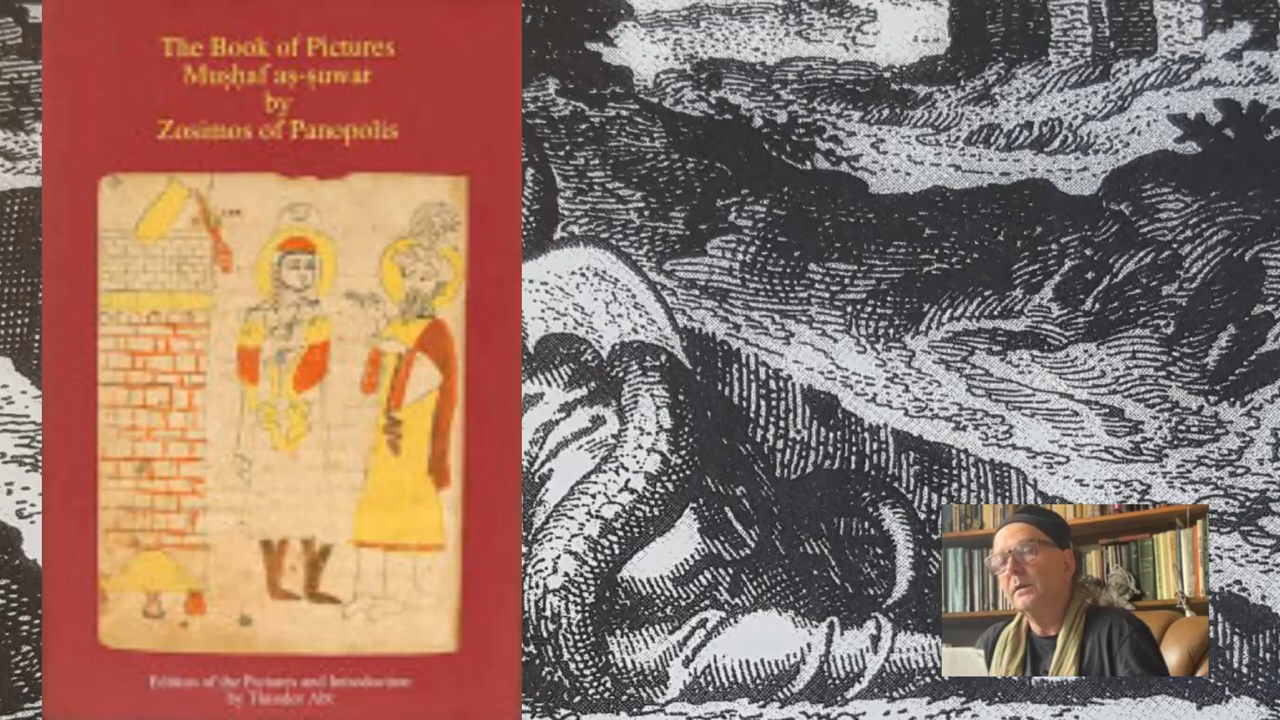 The Book of Pictures
Muṣḥaf aṣ-ṣuwar
by
Zosimos of Panopolis
Edition of the Pictures and Introduction
by Theodor Abt